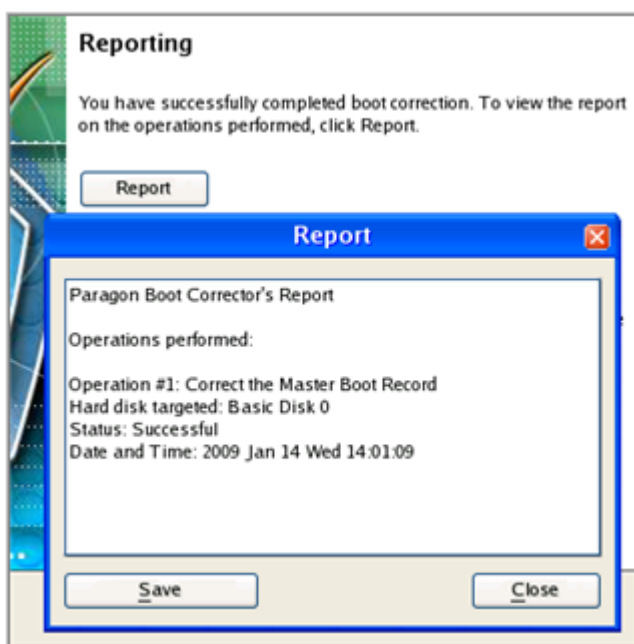 Reporting
You have successfully completed boot correction. To view the report
on the operations performed, click Report.
Report
Report
Paragon Boot Corrector's Report
Operations performed:
Operation #1: Correct the Master Boot Record
Hard disk targeted: Basic Disk 0
Status: Successful
Date and Time: 2009 Jan 14 Wed 14:01:09
Save
Close